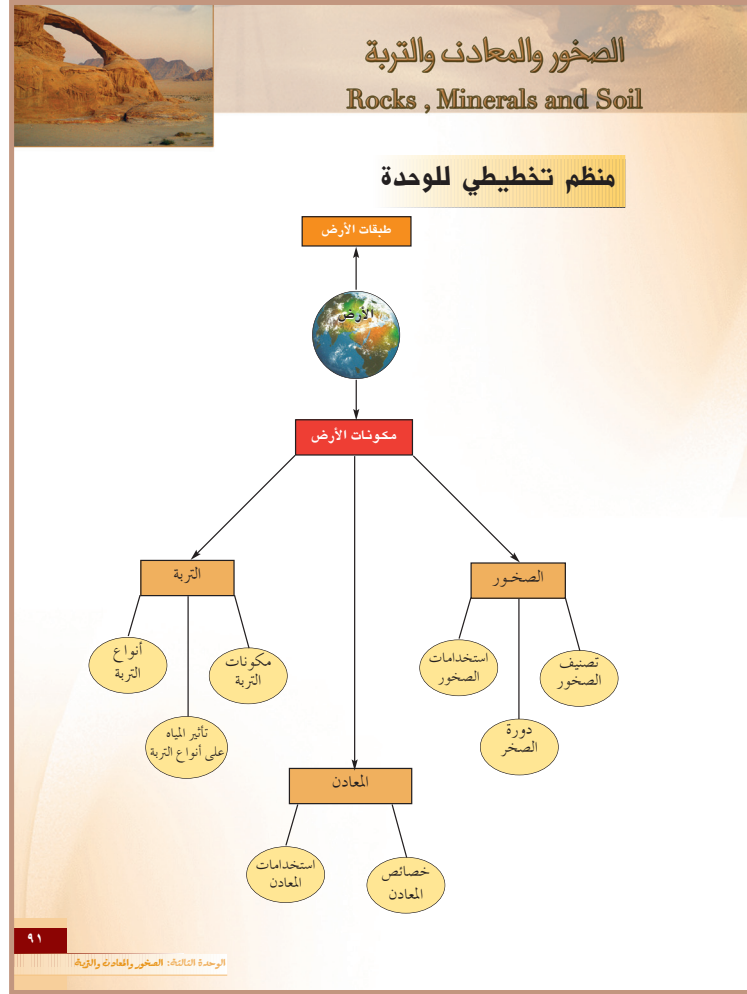 الصخور والمعادن والتربة
Rocks , Minerals and Soil
منظم تخطيطي للوحدة
طبقات الأرض
الأرض
مكونات الأرض
الصخور
تصنيف
الصخور
دورة
الصخر
استخدامات
الصخور
التربة
مكونات
التربة
تأثير المياه
على أنواع التربة
أنواع
التربة
المعادن
خصائص
المعادن
استخدامات
المعادن
٩١
الوحدة الثالثة: الصخور والمعادن والتربة